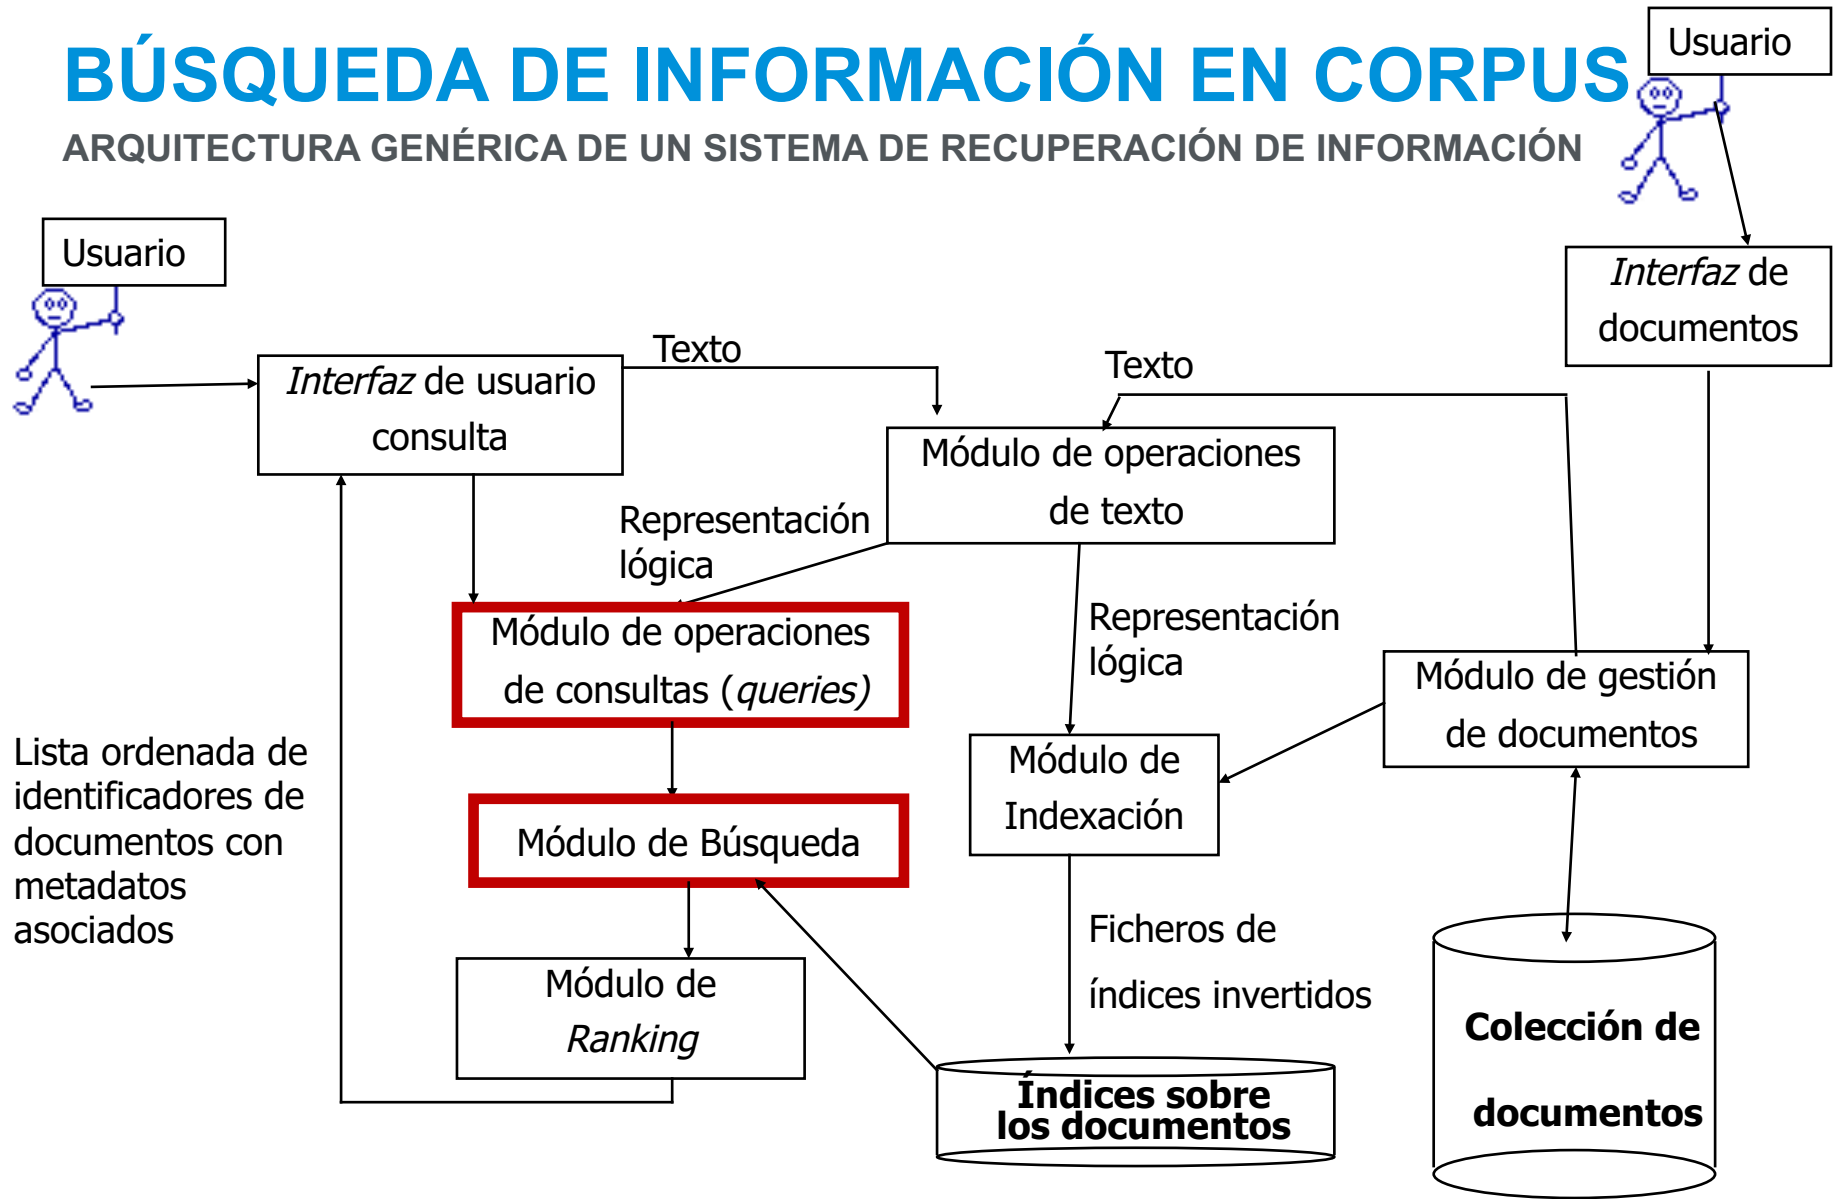 BÚSQUEDA DE INFORMACIÓN EN CORPUS
ARQUITECTURA GENÉRICA DE UN SISTEMA DE RECUPERACIÓN DE INFORMACIÓN
Usuario
Usuario
Interfaz de
documentos
Interfaz de usuario
consulta
Texto
Texto
Módulo de operaciones
de texto
Representación
lógica
Representación
lógica
Módulo de operaciones
de consultas (queries)
Módulo de gestión
de documentos
Lista ordenada de
identificadores de
documentos con
metadatos
asociados
Módulo de
Indexación
Módulo de Búsqueda
Ficheros de
índices invertidos
Módulo de
Ranking
Índices sobre
los documentos
Colección de
documentos